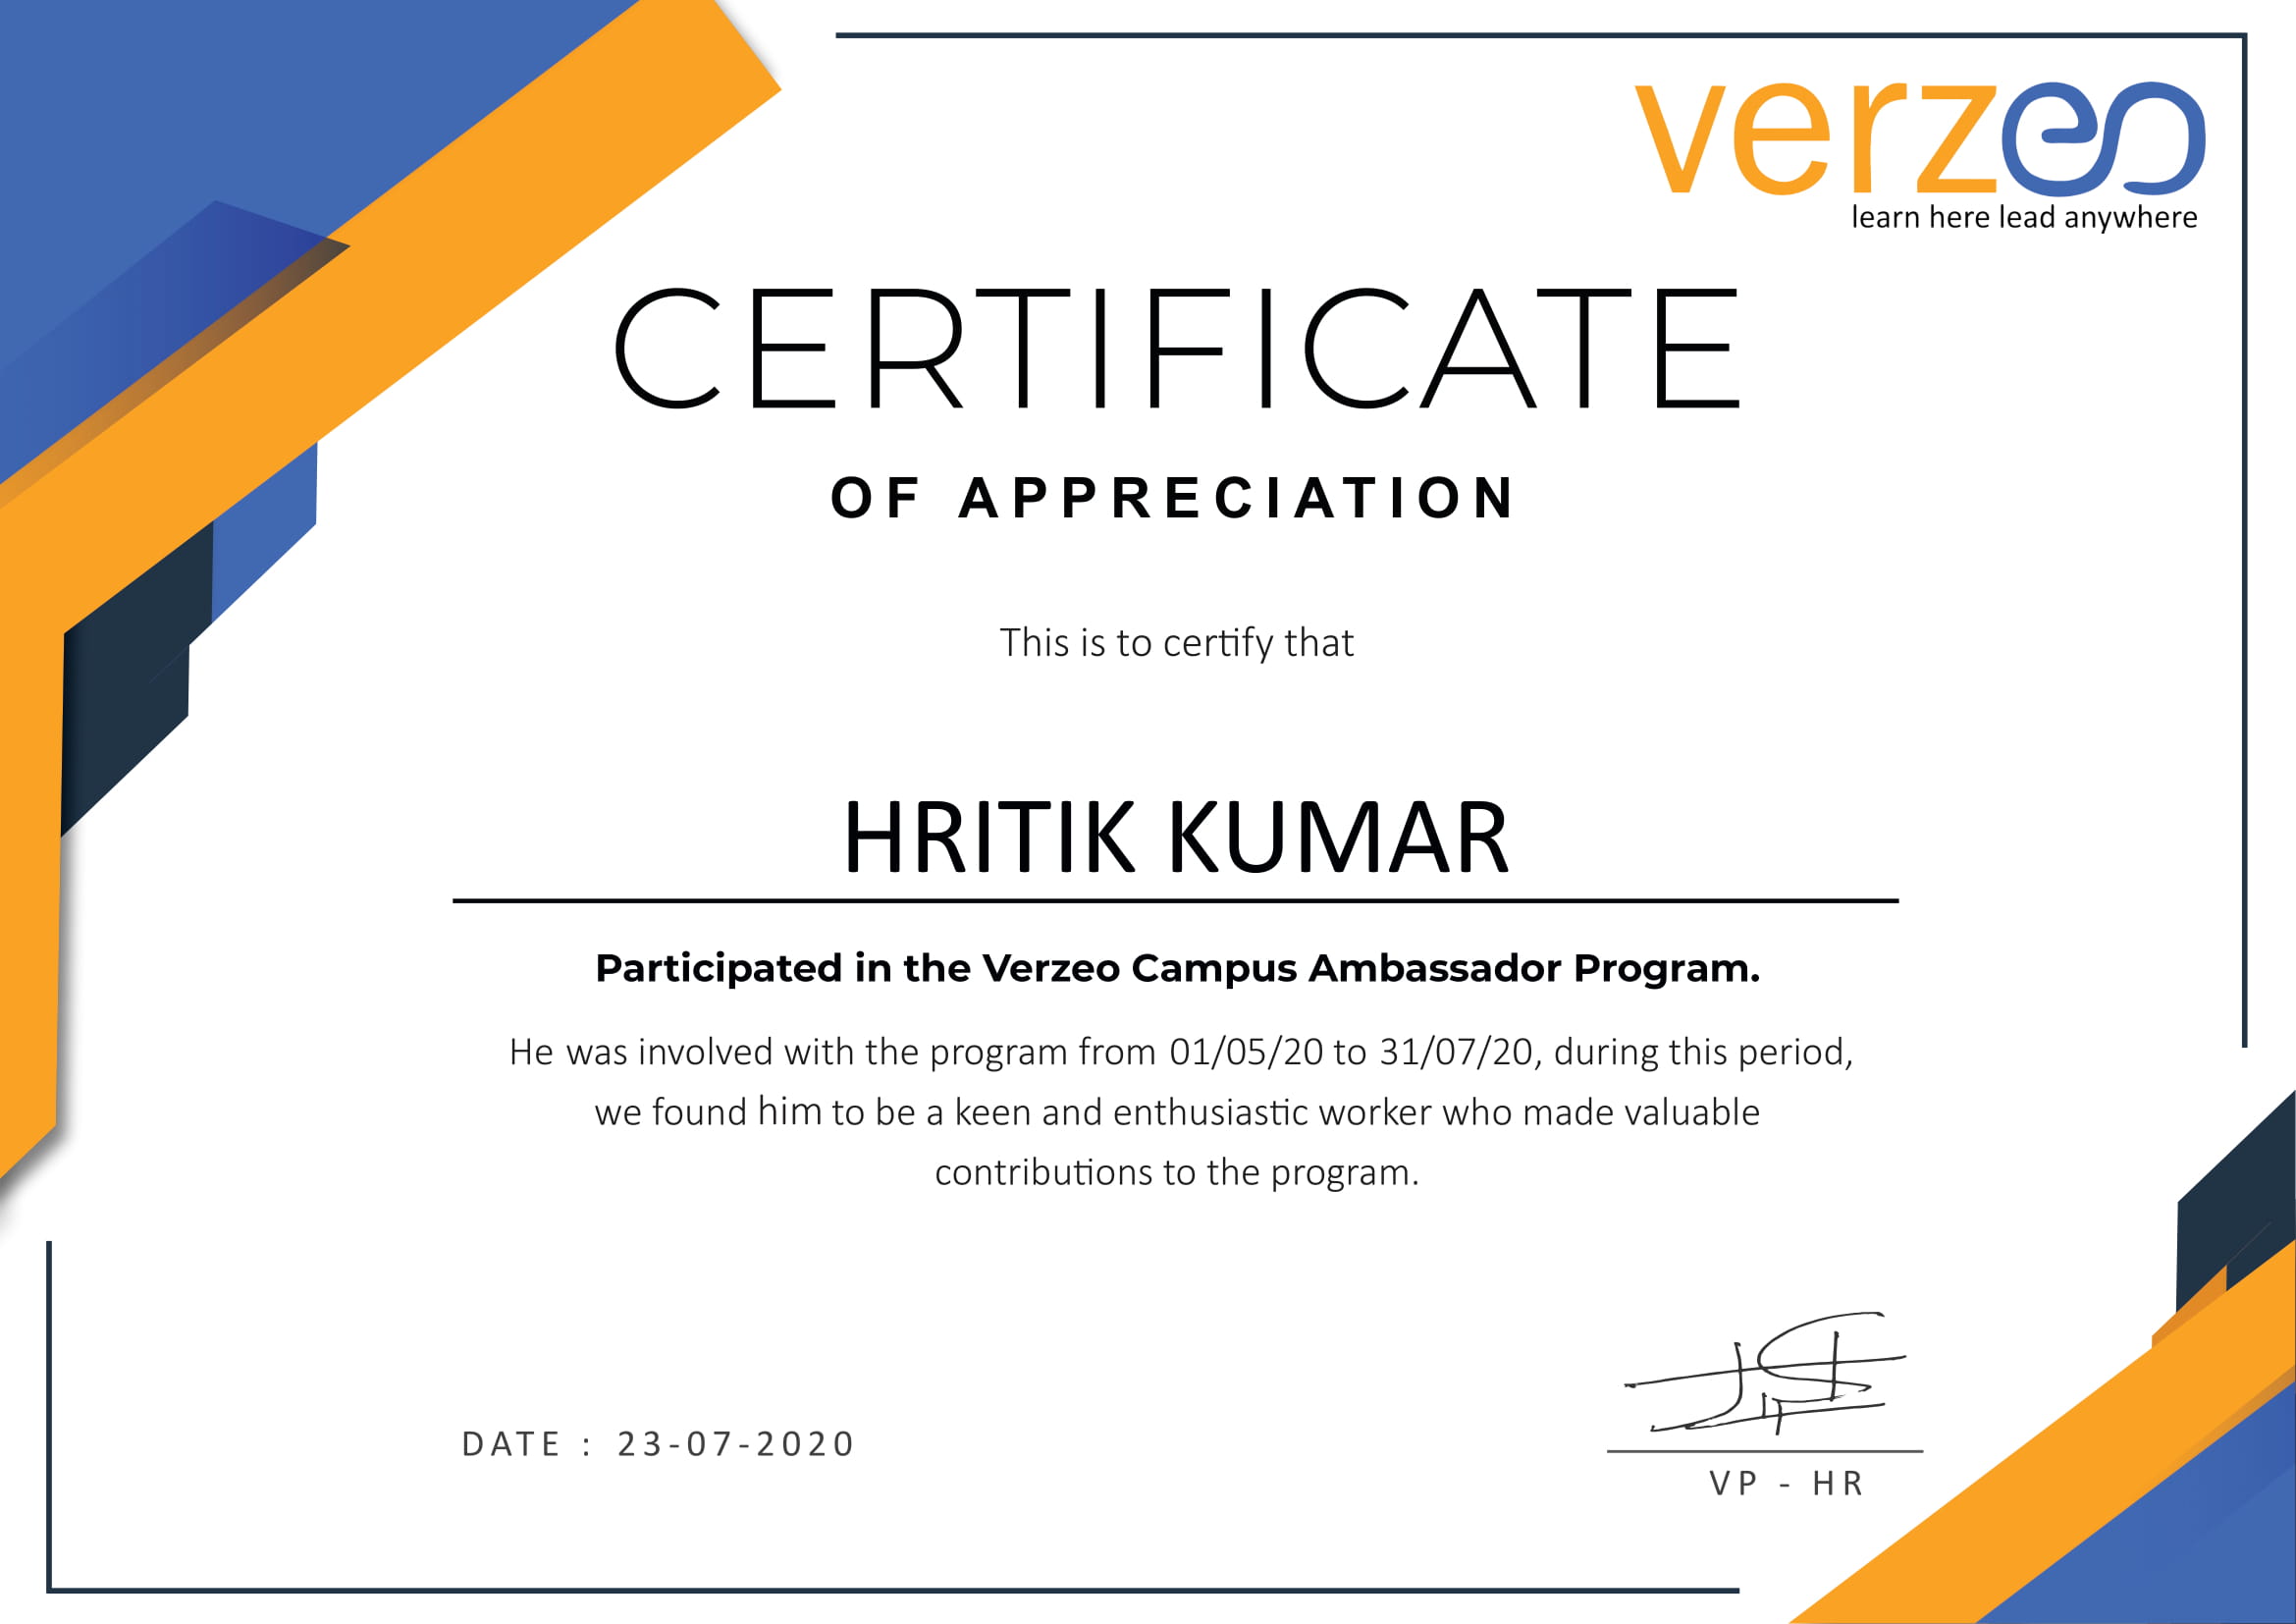 verzeo
learn here lead anywhere
CERTIFICATE
OF APPRECIATION
This is to certify that
HRITIK KUMAR
Participated in the Verzeo Campus Ambassador Program.
He was involved with the program from 01/05/20 to 31/07/20, during this period,
we found him to be a keen and enthusiastic worker who made valuable
contributions to the program.
DATE : 23-07-2020
VP - HR